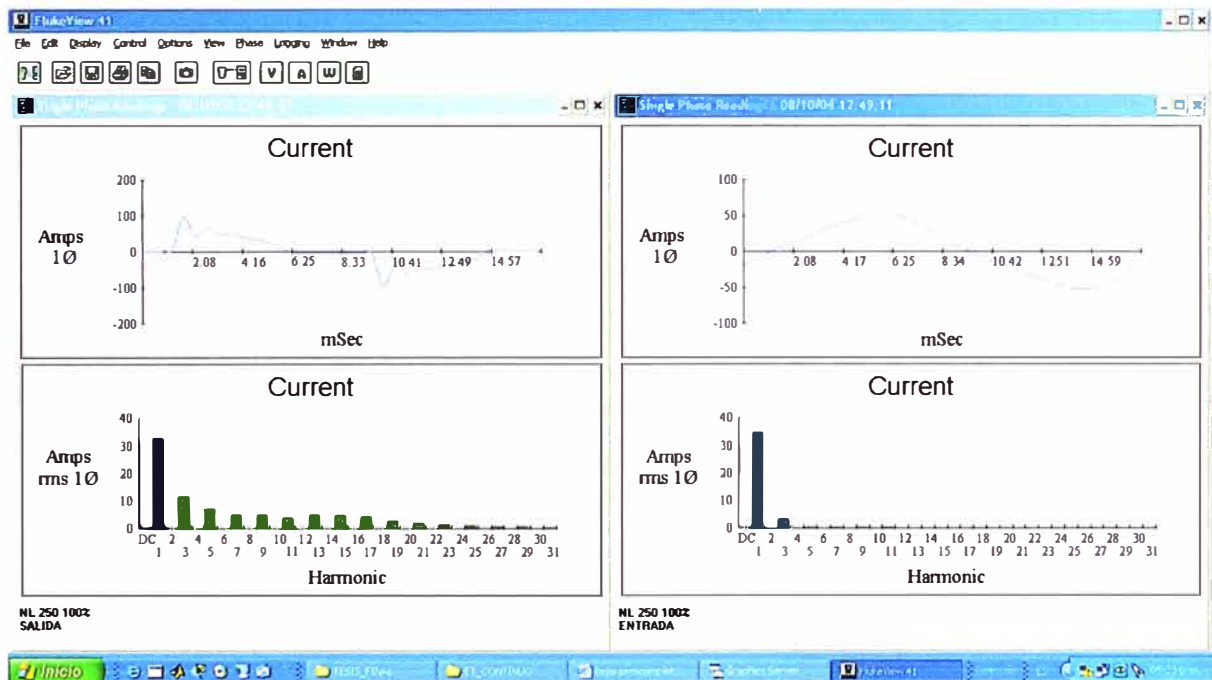 FlukeView 41
File Edit Display Control Options View Phase Logging Window Help
V A W
Single Phase Readings 08/10/04 12:49:11
Current
200
100
0
-100
-200
Amps
1Ø
2.08 4 16 6 25 8.33 10.41 12.49 14 57
mSec
Current
100
50
0
-50
-100
Amps
1Ø
2 08 4 17 6 25 8 34 10 42 1251 14 59
mSec
Current
40
30
20
10
0
Amps
rms 1Ø
DC 2 4 6 8 10 12 14 16 18 20 22 24 26 28 30
1 3 5 7 9 11 13 15 17 19 21 23 25 27 29 31
Harmonic
Current
40
30
20
10
0
Amps
rms 1Ø
DC 2 4 6 8 10 12 14 16 18 20 22 24 26 28 30
1 3 5 7 9 11 13 15 17 19 21 23 25 27 29 31
Harmonic
NL 250 100%
SALIDA
NL 250 100%
ENTRADA
Inicio
FlukeView 41